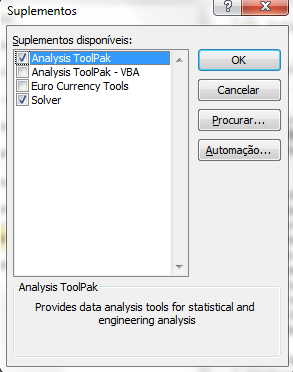 Suplementos
Suplementos disponíveis:
Analysis ToolPak
Analysis ToolPak - VBA
Euro Currency Tools
Solver
OK
Cancelar
Procurar...
Automação...
Analysis ToolPak
Provides data analysis tools for statistical and
engineering analysis